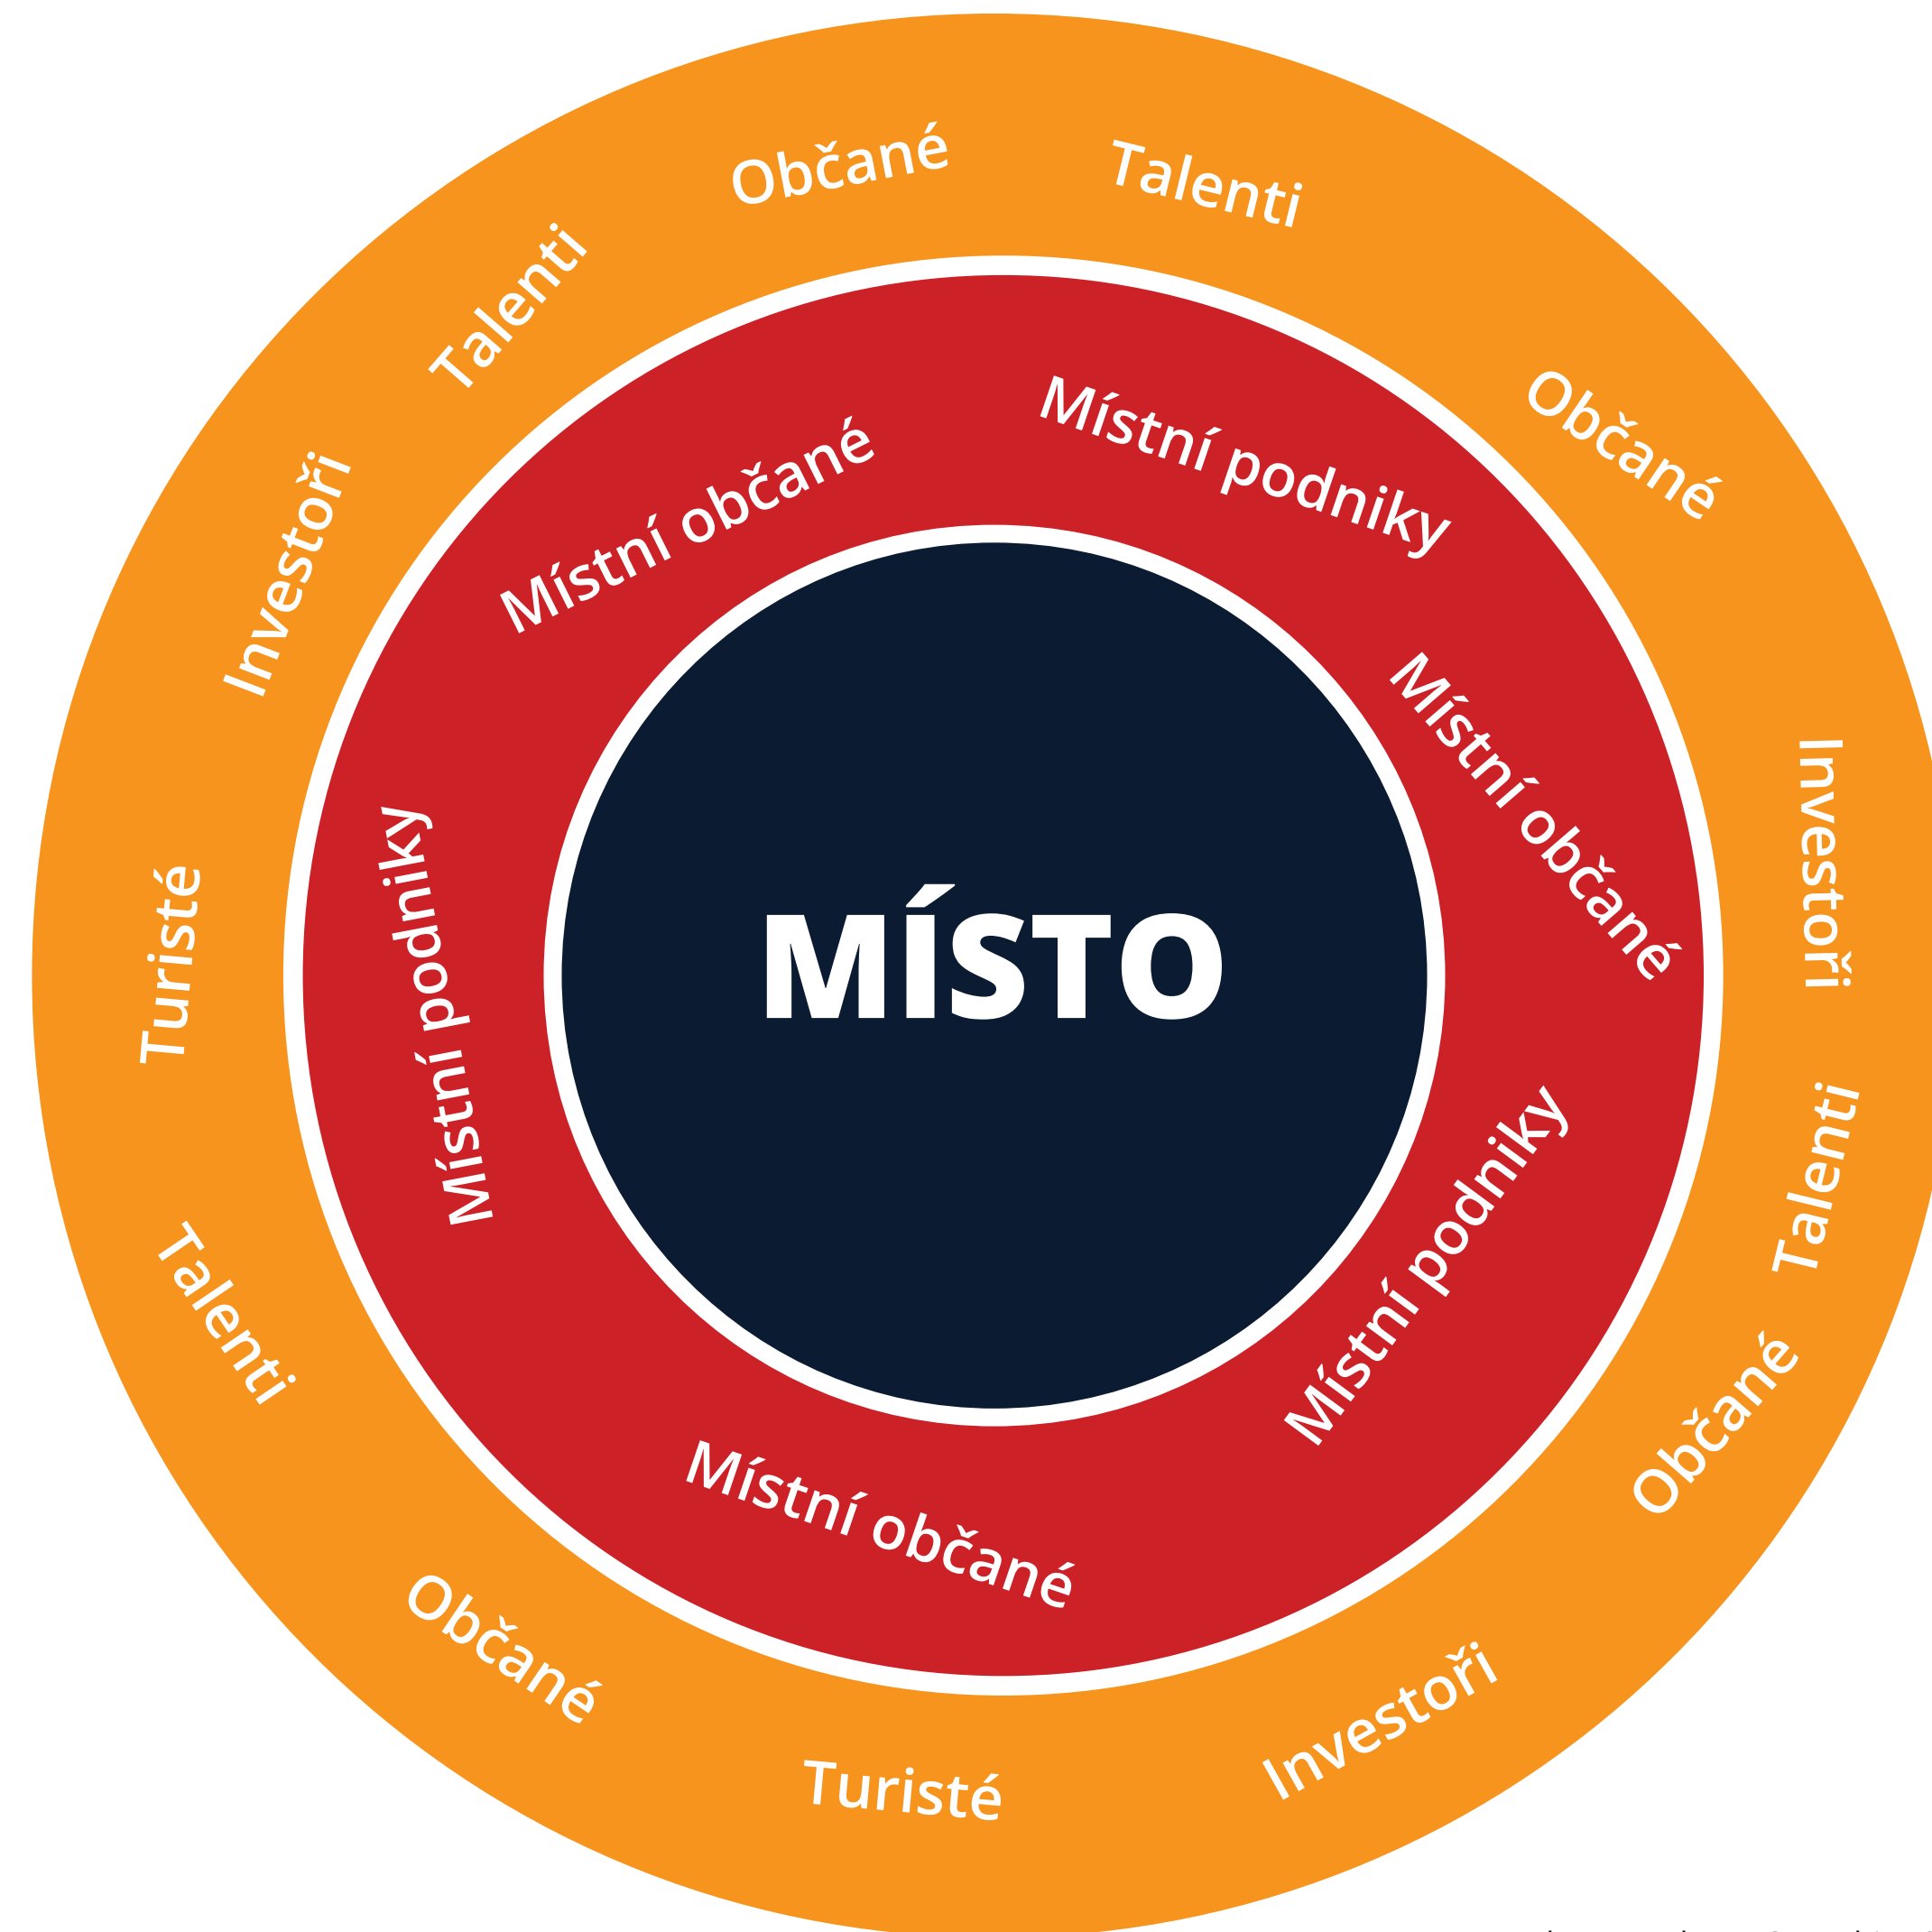 Občané
Talenti
Talenti
Občané
Investoři
Investoři
Turisté
Talenti
Talenti
Občané
Občané
Investoři
Turisté
Místní podniky
Místní občané
Místní občané
Místní podniky
Místní podniky
Místní občané
MÍSTO